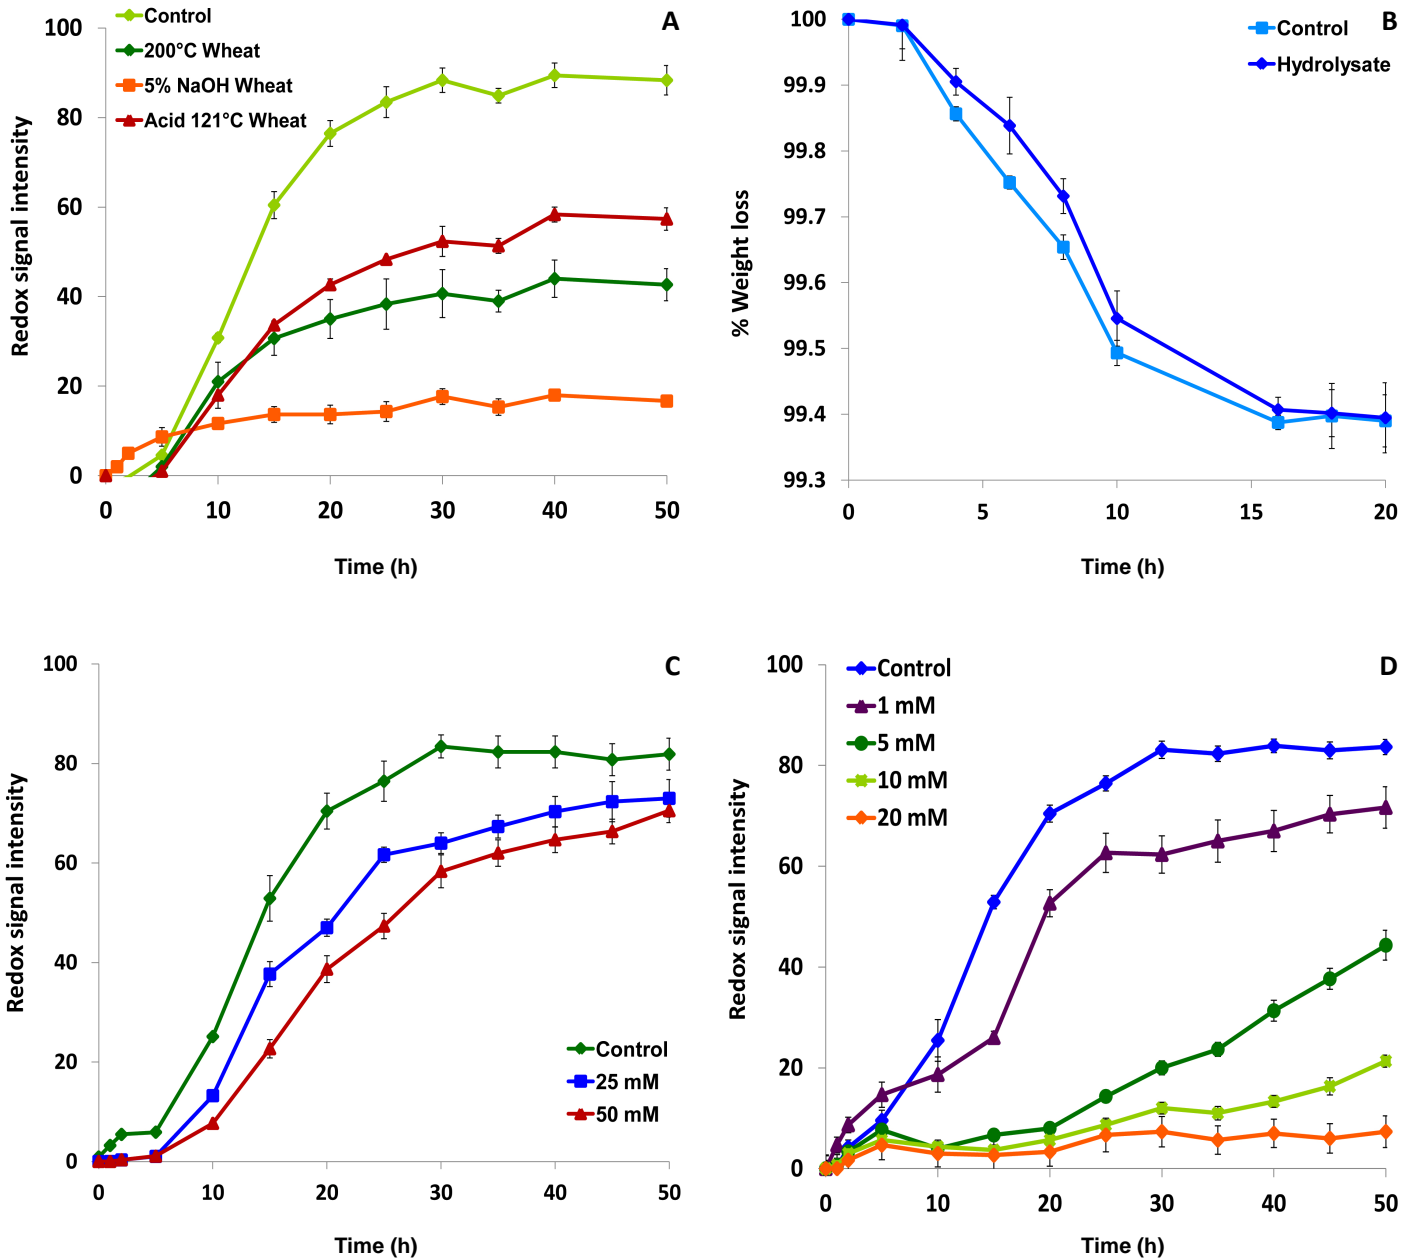 A
Control
200°C Wheat
5% NaOH Wheat
Acid 121°C Wheat
Redox signal intensity
100
80
60
40
20
0
0 10 20 30 40 50
Time (h)
B
Control
Hydrolysate
% Weight loss
100
99.9
99.8
99.7
99.6
99.5
99.4
99.3
0 5 10 15 20
Time (h)
C
Redox signal intensity
100
80
60
40
20
0
Control
25 mM
50 mM
0 10 20 30 40 50
Time (h)
D
Control
1 mM
5 mM
10 mM
20 mM
Redox signal intensity
100
80
60
40
20
0
0 10 20 30 40 50
Time (h)